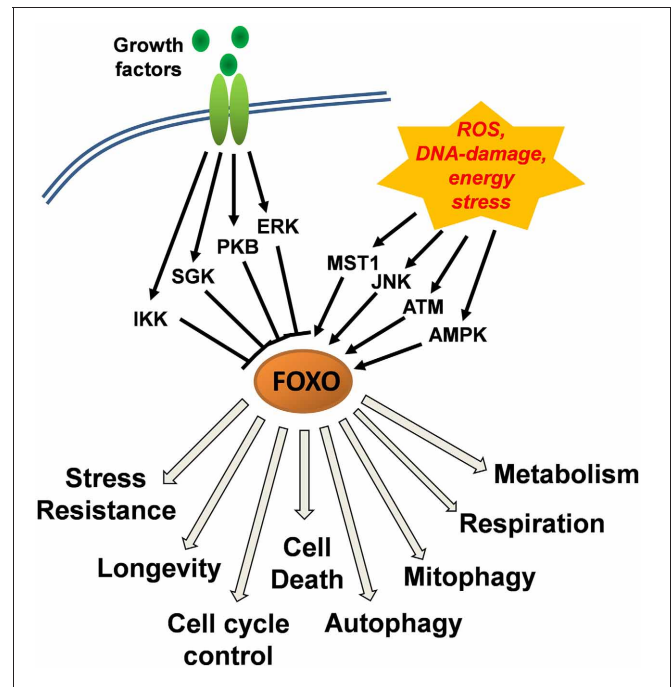 Growth
factors
ROS,
DNA-damage,
energy
stress
ERK
PKB
SGK
IKK
MST1
JNK
ATM
AMPK
FOXO
Stress
Resistance
Longevity
Cell cycle
control
Cell
Death
Autophagy
Mitophagy
Respiration
Metabolism